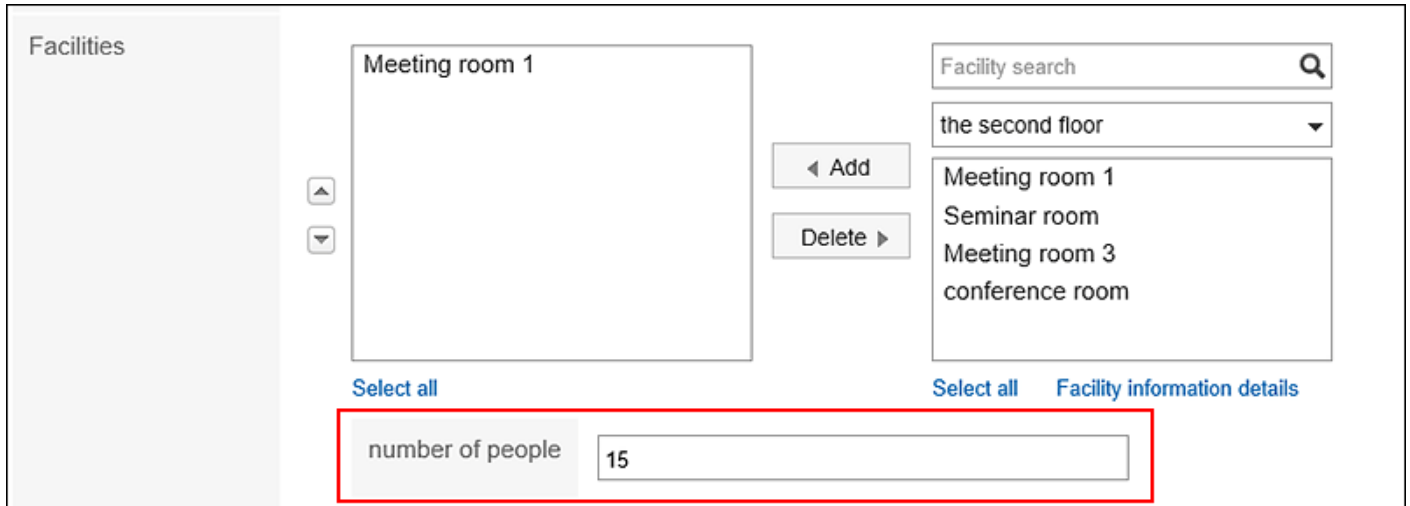 Facilities
Meeting room 1
Add
Delete
Facility search
the second floor
Meeting room 1
Seminar room
Meeting room 3
conference room
Select all
Select all
Facility information details
number of people
15